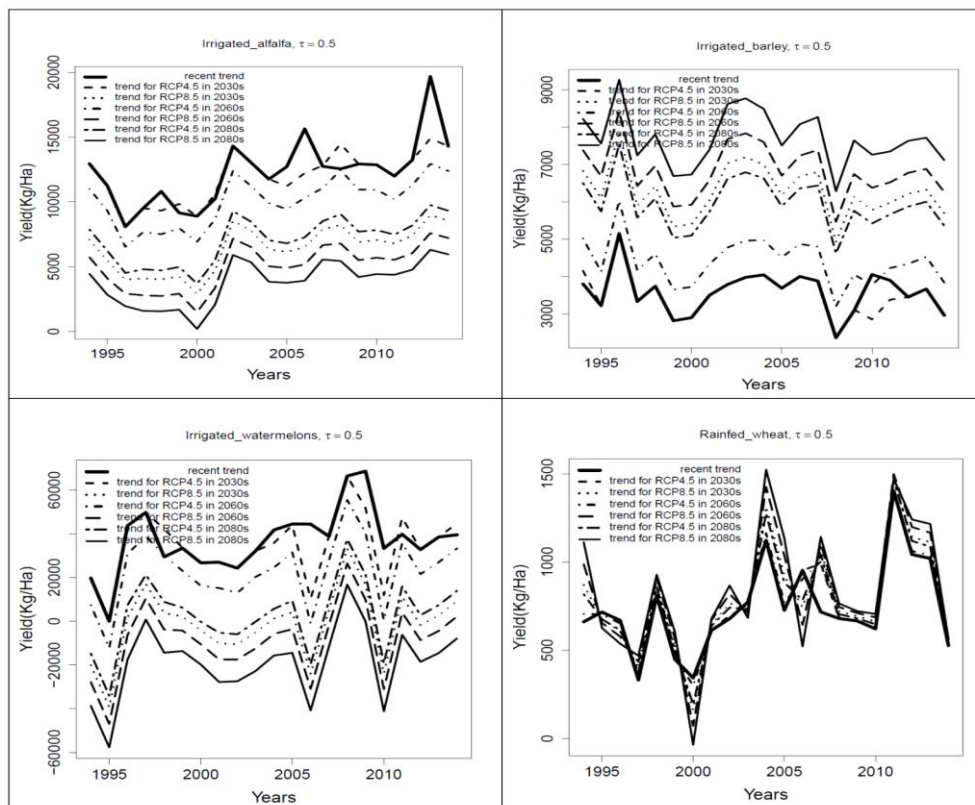 Irrigated_alfalfa, τ = 0.5
Yield(Kg/Ha)
20000
15000
10000
5000
0
recent trend
trend for RCP4.5 in 2030s
trend for RCP8.5 in 2030s
trend for RCP4.5 in 2060s
trend for RCP8.5 in 2060s
trend for RCP4.5 in 2080s
trend for RCP8.5 in 2080s
1995 2000 2005 2010
Years
Irrigated_barley, τ = 0.5
Yield(Kg/Ha)
9000
7000
5000
3000
recent trend
trend for RCP4.5 in 2030s
trend for RCP8.5 in 2030s
trend for RCP4.5 in 2060s
trend for RCP8.5 in 2060s
trend for RCP4.5 in 2080s
trend for RCP8.5 in 2080s
1995 2000 2005 2010
Years
Irrigated_watermelons, τ = 0.5
Yield(Kg/Ha)
60000
20000
0
−20000
−60000
recent trend
trend for RCP4.5 in 2030s
trend for RCP8.5 in 2030s
trend for RCP4.5 in 2060s
trend for RCP8.5 in 2060s
trend for RCP4.5 in 2080s
trend for RCP8.5 in 2080s
1995 2000 2005 2010
Years
Rainfed_wheat, τ = 0.5
Yield(Kg/Ha)
1500
1000
500
0
recent trend
trend for RCP4.5 in 2030s
trend for RCP8.5 in 2030s
trend for RCP4.5 in 2060s
trend for RCP8.5 in 2060s
trend for RCP4.5 in 2080s
trend for RCP8.5 in 2080s
1995 2000 2005 2010
Years